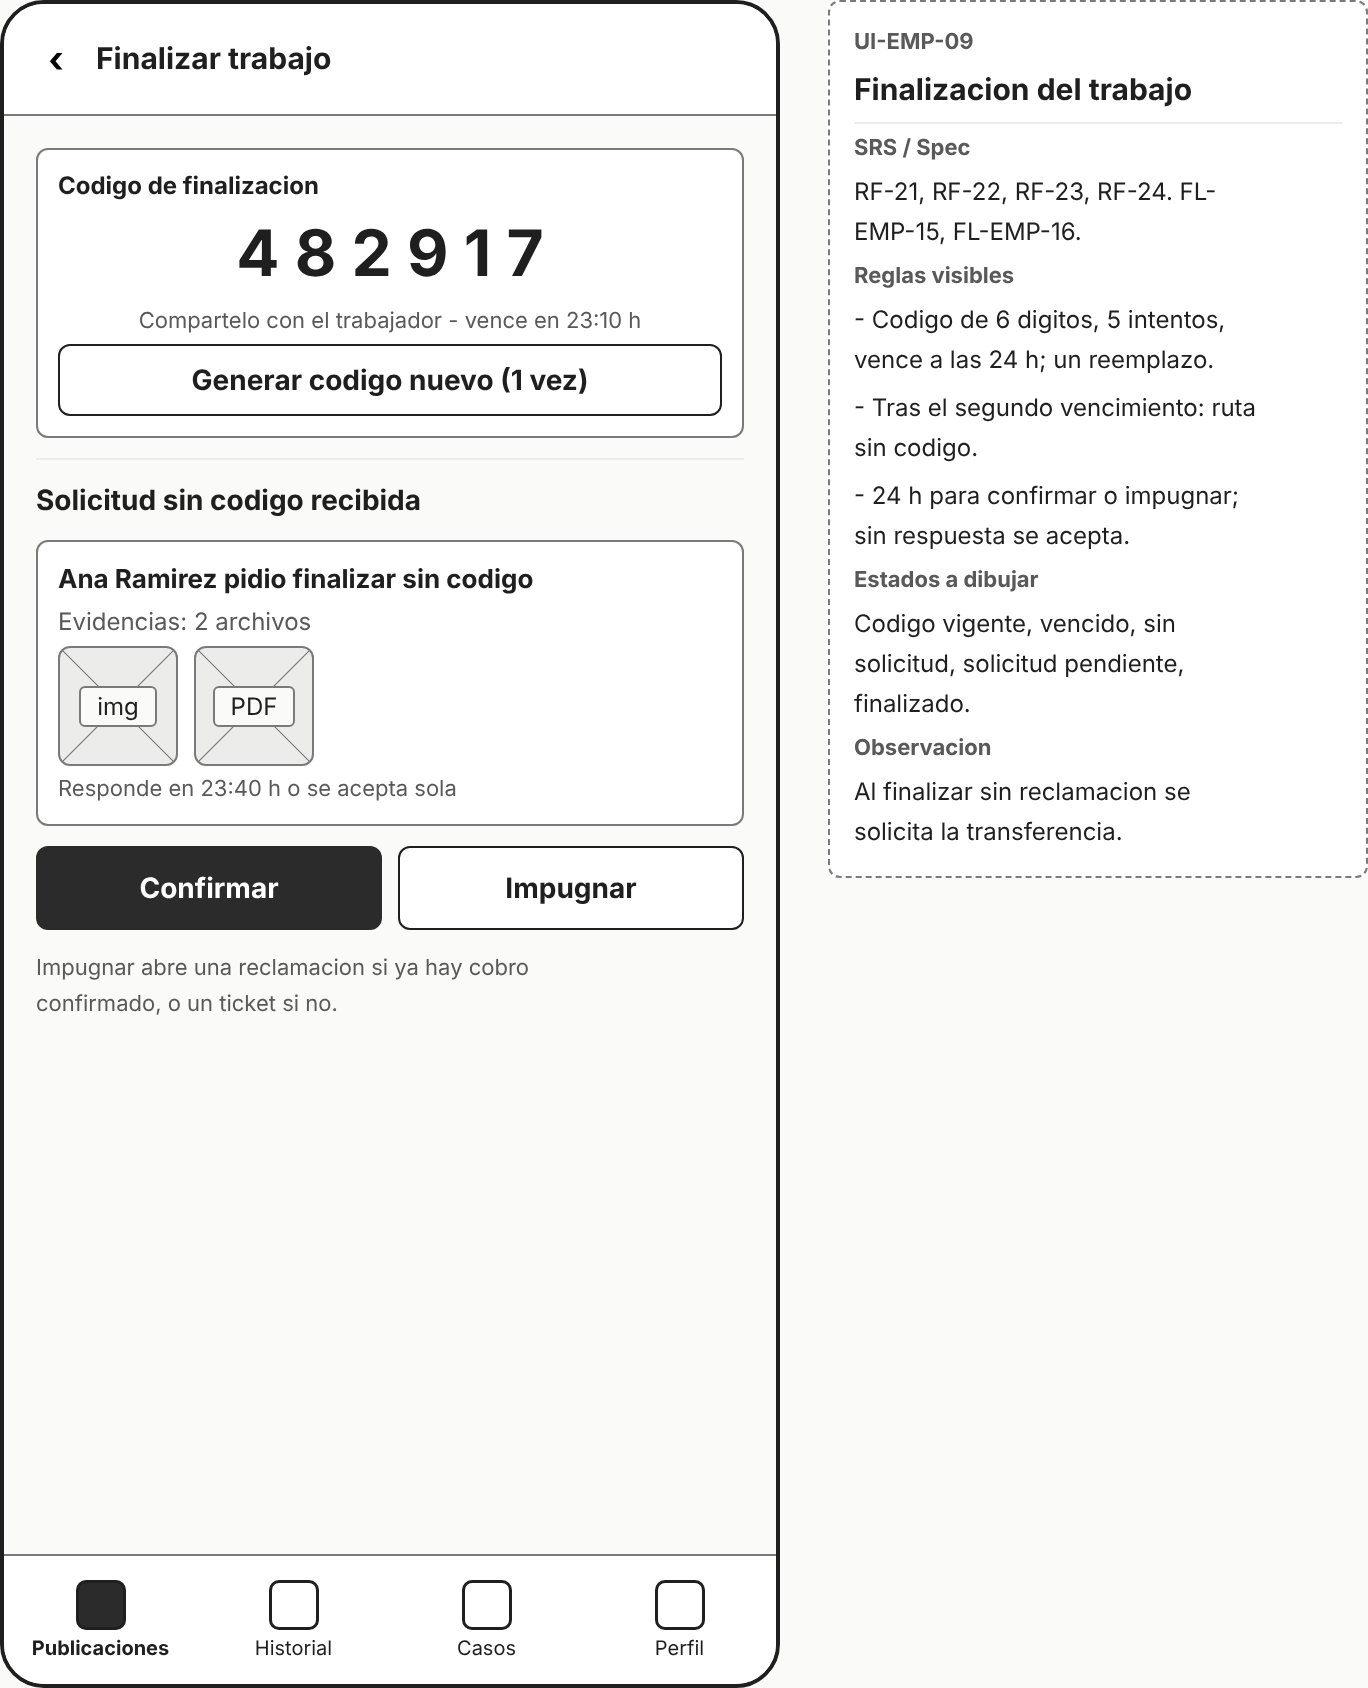 ‹ Finalizar trabajo
Codigo de finalizacion
482917
Compartelo con el trabajador - vence en 23:10 h
Generar codigo nuevo (1 vez)
Solicitud sin codigo recibida
Ana Ramirez pidio finalizar sin codigo
Evidencias: 2 archivos
img
PDF
Responde en 23:40 h o se acepta sola
Confirmar
Impugnar
Impugnar abre una reclamacion si ya hay cobro
confirmado, o un ticket si no.
Publicaciones
Historial
Casos
Perfil
UI-EMP-09
Finalizacion del trabajo
SRS / Spec
RF-21, RF-22, RF-23, RF-24. FL-
EMP-15, FL-EMP-16.
Reglas visibles
- Codigo de 6 digitos, 5 intentos,
vence a las 24 h; un reemplazo.
- Tras el segundo vencimiento: ruta
sin codigo.
- 24 h para confirmar o impugnar;
sin respuesta se acepta.
Estados a dibujar
Codigo vigente, vencido, sin
solicitud, solicitud pendiente,
finalizado.
Observacion
Al finalizar sin reclamacion se
solicita la transferencia.